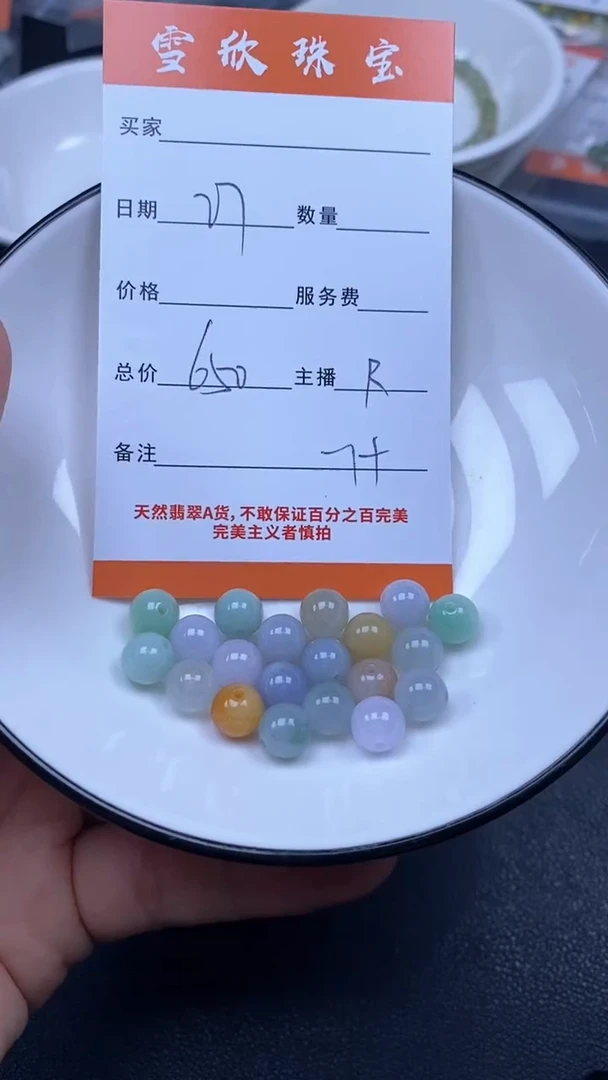 雪欣珠宝
买家
日期 27 数量
价格 服务费
总价 650 主播 R
备注
天然翡翠A货,不敢保证百分之百完美
完美主义者慎拍